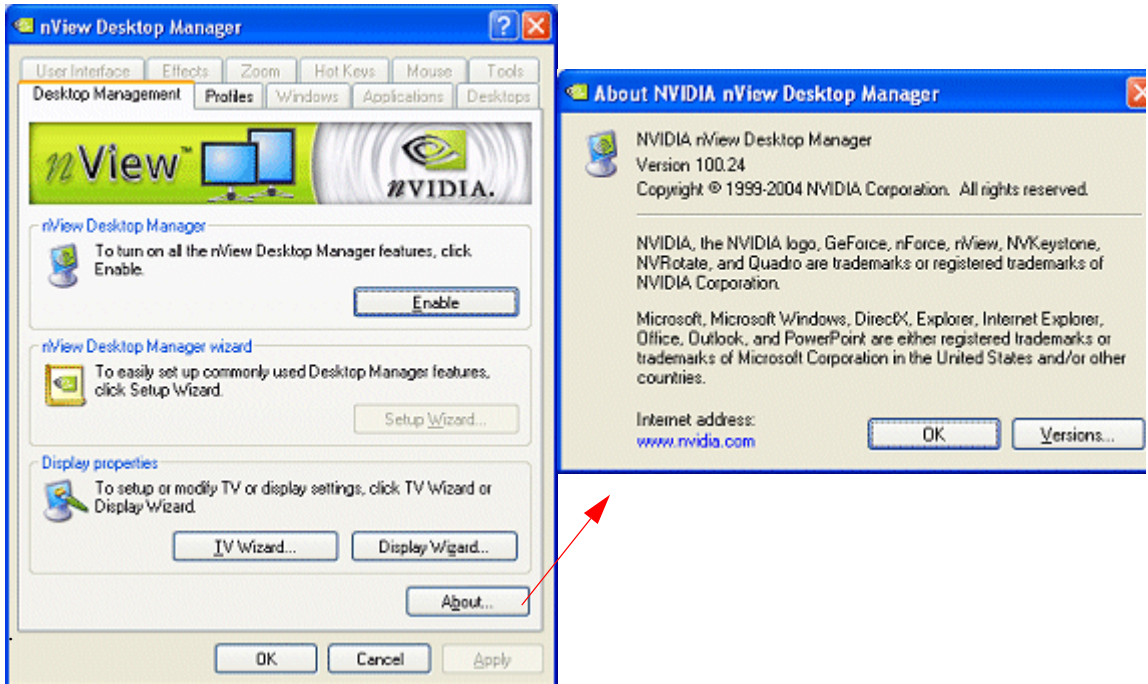 nView Desktop Manager
User Interface Effects Zoom Hot Keys Mouse Tools
Desktop Management Profiles Windows Applications Desktops
nView™
NVIDIA.
nView Desktop Manager
To turn on all the nView Desktop Manager features, click
Enable.
Enable
nView Desktop Manager wizard
To easily set up commonly used Desktop Manager features,
click Setup Wizard.
Setup Wizard...
Display properties
To setup or modify TV or display settings, click TV Wizard or
Display Wizard.
TV Wizard... Display Wizard...
About...
OK Cancel Apply
About NVIDIA nView Desktop Manager
NVIDIA nView Desktop Manager
Version 100.24
Copyright © 1999-2004 NVIDIA Corporation. All rights reserved.
NVIDIA, the NVIDIA logo, GeForce, nForce, nView, NVKeystone,
NVRotate, and Quadro are trademarks or registered trademarks of
NVIDIA Corporation.
Microsoft, Microsoft Windows, DirectX, Explorer, Internet Explorer,
Office, Outlook, and PowerPoint are either registered trademarks or
trademarks of Microsoft Corporation in the United States and/or other
countries.
Internet address:
www.nvidia.com
OK Versions...